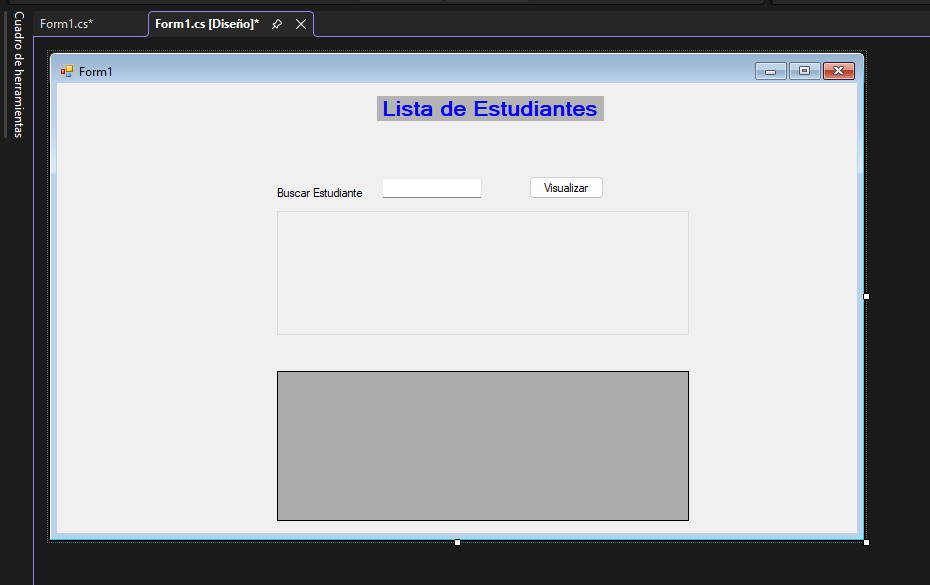 Form1.cs*
Form1.cs [Diseño]*
Cuadro de herramientas
Form1
Lista de Estudiantes
Buscar Estudiante
Visualizar